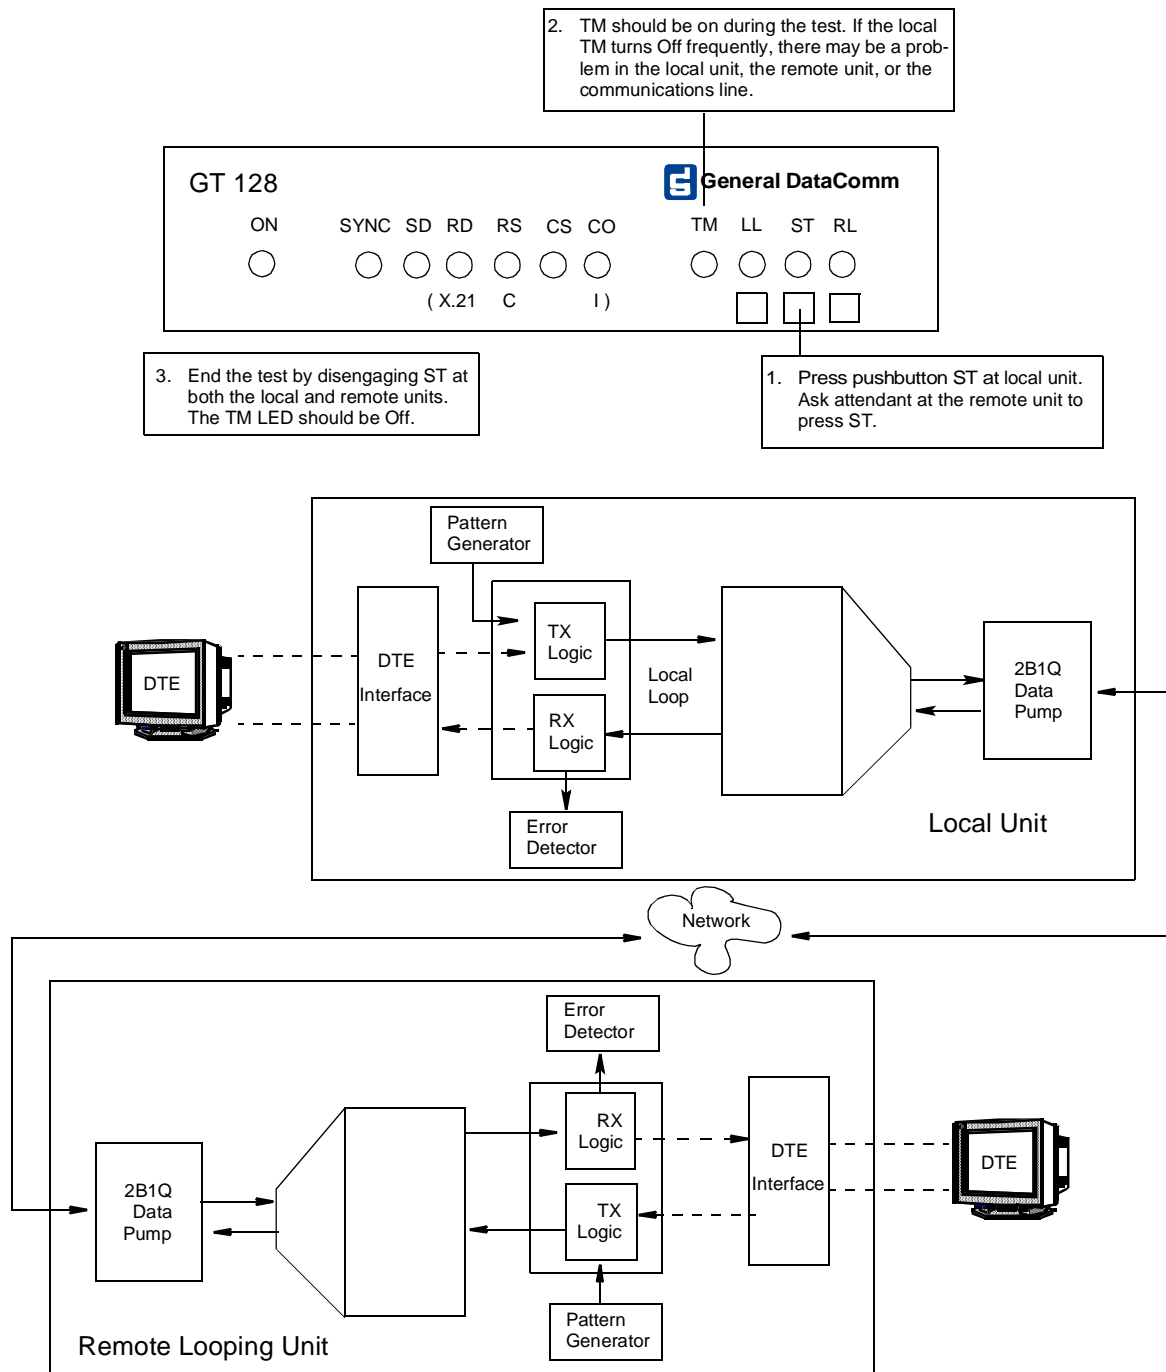 2. TM should be on during the test. If the local
TM turns Off frequently, there may be a prob-
lem in the local unit, the remote unit, or the
communications line.
GT 128
General DataComm
ON SYNC SD RD RS CS CO TM LL ST RL
( X.21 C I )
3. End the test by disengaging ST at
both the local and remote units.
The TM LED should be Off.
1. Press pushbutton ST at local unit.
Ask attendant at the remote unit to
press ST.
Pattern
Generator
DTE
DTE
Interface
TX
Logic
RX
Logic
Local
Loop
2B1Q
Data
Pump
Error
Detector
Local Unit
Network
Error
Detector
2B1Q
Data
Pump
RX
Logic
TX
Logic
DTE
Interface
DTE
Pattern
Generator
Remote Looping Unit